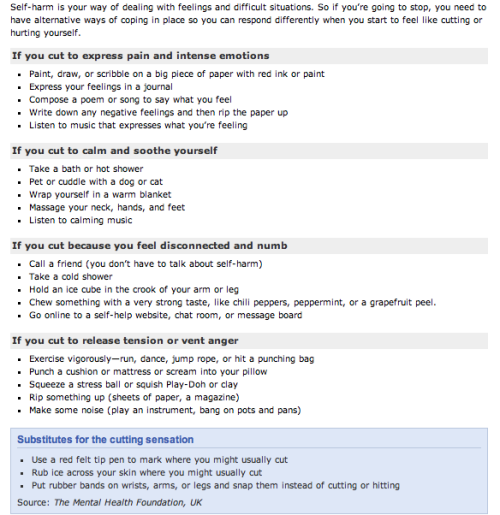 Self-harm is your way of dealing with feelings and difficult situations. So if you're going to stop, you need to
have alternative ways of coping in place so you can respond differently when you start to feel like cutting or
hurting yourself.
If you cut to express pain and intense emotions
▪ Paint, draw, or scribble on a big piece of paper with red ink or paint
▪ Express your feelings in a journal
▪ Compose a poem or song to say what you feel
▪ Write down any negative feelings and then rip the paper up
▪ Listen to music that expresses what you're feeling
If you cut to calm and soothe yourself
▪ Take a bath or hot shower
▪ Pet or cuddle with a dog or cat
▪ Wrap yourself in a warm blanket
▪ Massage your neck, hands, and feet
▪ Listen to calming music
If you cut because you feel disconnected and numb
▪ Call a friend (you don't have to talk about self-harm)
▪ Take a cold shower
▪ Hold an ice cube in the crook of your arm or leg
▪ Chew something with a very strong taste, like chili peppers, peppermint, or a grapefruit peel.
▪ Go online to a self-help website, chat room, or message board
If you cut to release tension or vent anger
▪ Exercise vigorously—run, dance, jump rope, or hit a punching bag
▪ Punch a cushion or mattress or scream into your pillow
▪ Squeeze a stress ball or squish Play-Doh or clay
▪ Rip something up (sheets of paper, a magazine)
▪ Make some noise (play an instrument, bang on pots and pans)
Substitutes for the cutting sensation
▪ Use a red felt tip pen to mark where you might usually cut
▪ Rub ice across your skin where you might usually cut
▪ Put rubber bands on wrists, arms, or legs and snap them instead of cutting or hitting
Source: The Mental Health Foundation, UK